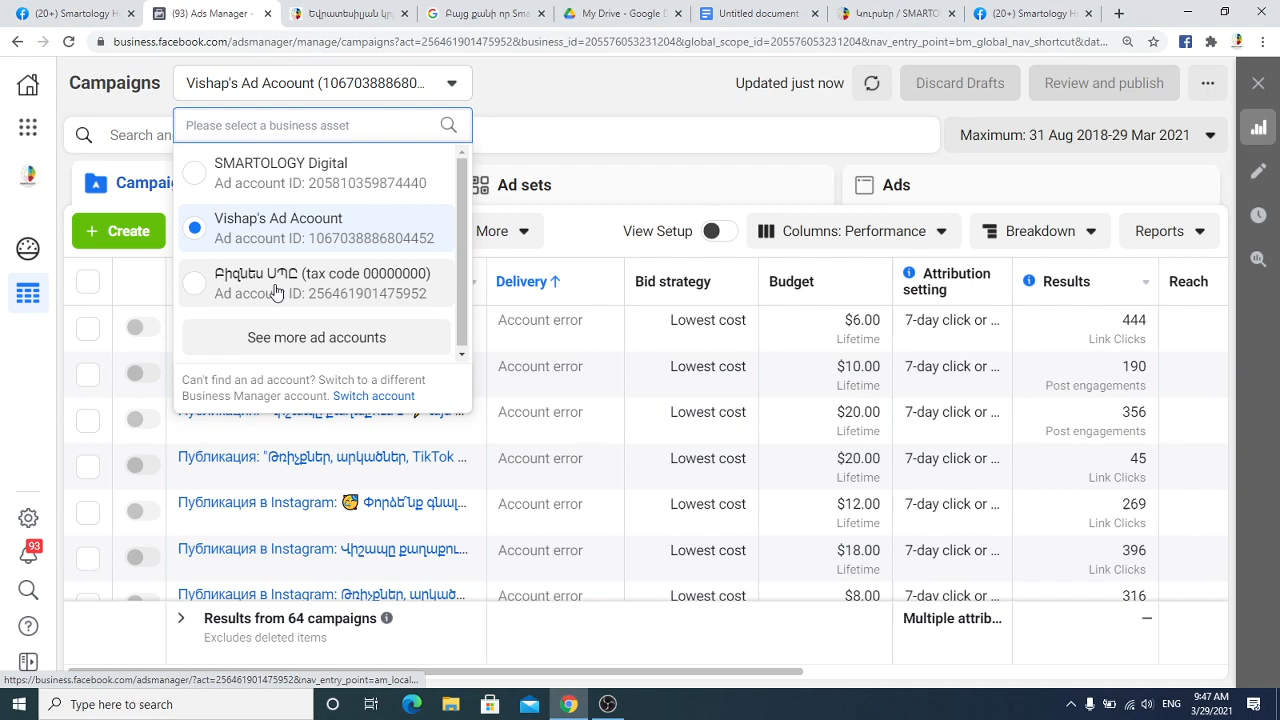 (20+) Smartology H
(93) Ads Manager -
Եվրատեսիլյան կր
Բայց քանի որ Sma
My Drive - Google D
Untitled document -
Կուրսեր / SMARTO
(20+) Smartology H
business.facebook.com/adsmanager/manage/campaigns?act=256461901475952&business_id=205576053231204&global_scope_id=205576053231204&nav_entry_point=bm_global_nav_shortcut&dat...
Campaigns
Vishap's Ad Acoount (106703888680...
Updated just now
Discard Drafts
Review and publish
Please select a business asset
Search an
Maximum: 31 Aug 2018-29 Mar 2021
SMARTOLOGY Digital
Ad account ID: 205810359874440
Campaig
Ad sets
Ads
Vishap's Ad Acoount
Ad account ID: 1067038886804452
+ Create
More
View Setup
Columns: Performance
Breakdown
Reports
Բիզնես ՍՊԸ (tax code 00000000)
Ad account ID: 256461901475952
Delivery ↑
Bid strategy
Budget
Attribution setting
Results
Reach
See more ad accounts
Can't find an ad account? Switch to a different
Business Manager account. Switch account
Account error Lowest cost $6.00 7-day click or ... 444
Lifetime Link Clicks
Account error Lowest cost $10.00 7-day click or ... 190
Lifetime Post engagements
Account error Lowest cost $20.00 7-day click or ... 356
Lifetime Post engagements
Публикация: "Թռիչքներ, արկածներ, TikTok ... Account error Lowest cost $20.00 7-day click or ... 45
Lifetime Link Clicks
Публикация в Instagram: 🥳 Փորձե՛նք գնալ... Account error Lowest cost $12.00 7-day click or ... 269
Lifetime Link Clicks
Публикация в Instagram: Վիշապը քաղաքու... Account error Lowest cost $18.00 7-day click or ... 396
Lifetime Link Clicks
Публикация в Instagram: Թռիչքներ, արկած... Account error Lowest cost $8.00 7-day click or ... 316
Results from 64 campaigns
Excludes deleted items
Multiple attrib...
—
93
https://business.facebook.com/adsmanager/?act=256461901475952&nav_entry_point=am_local...
Type here to search
ENG
9:47 AM
3/29/2021